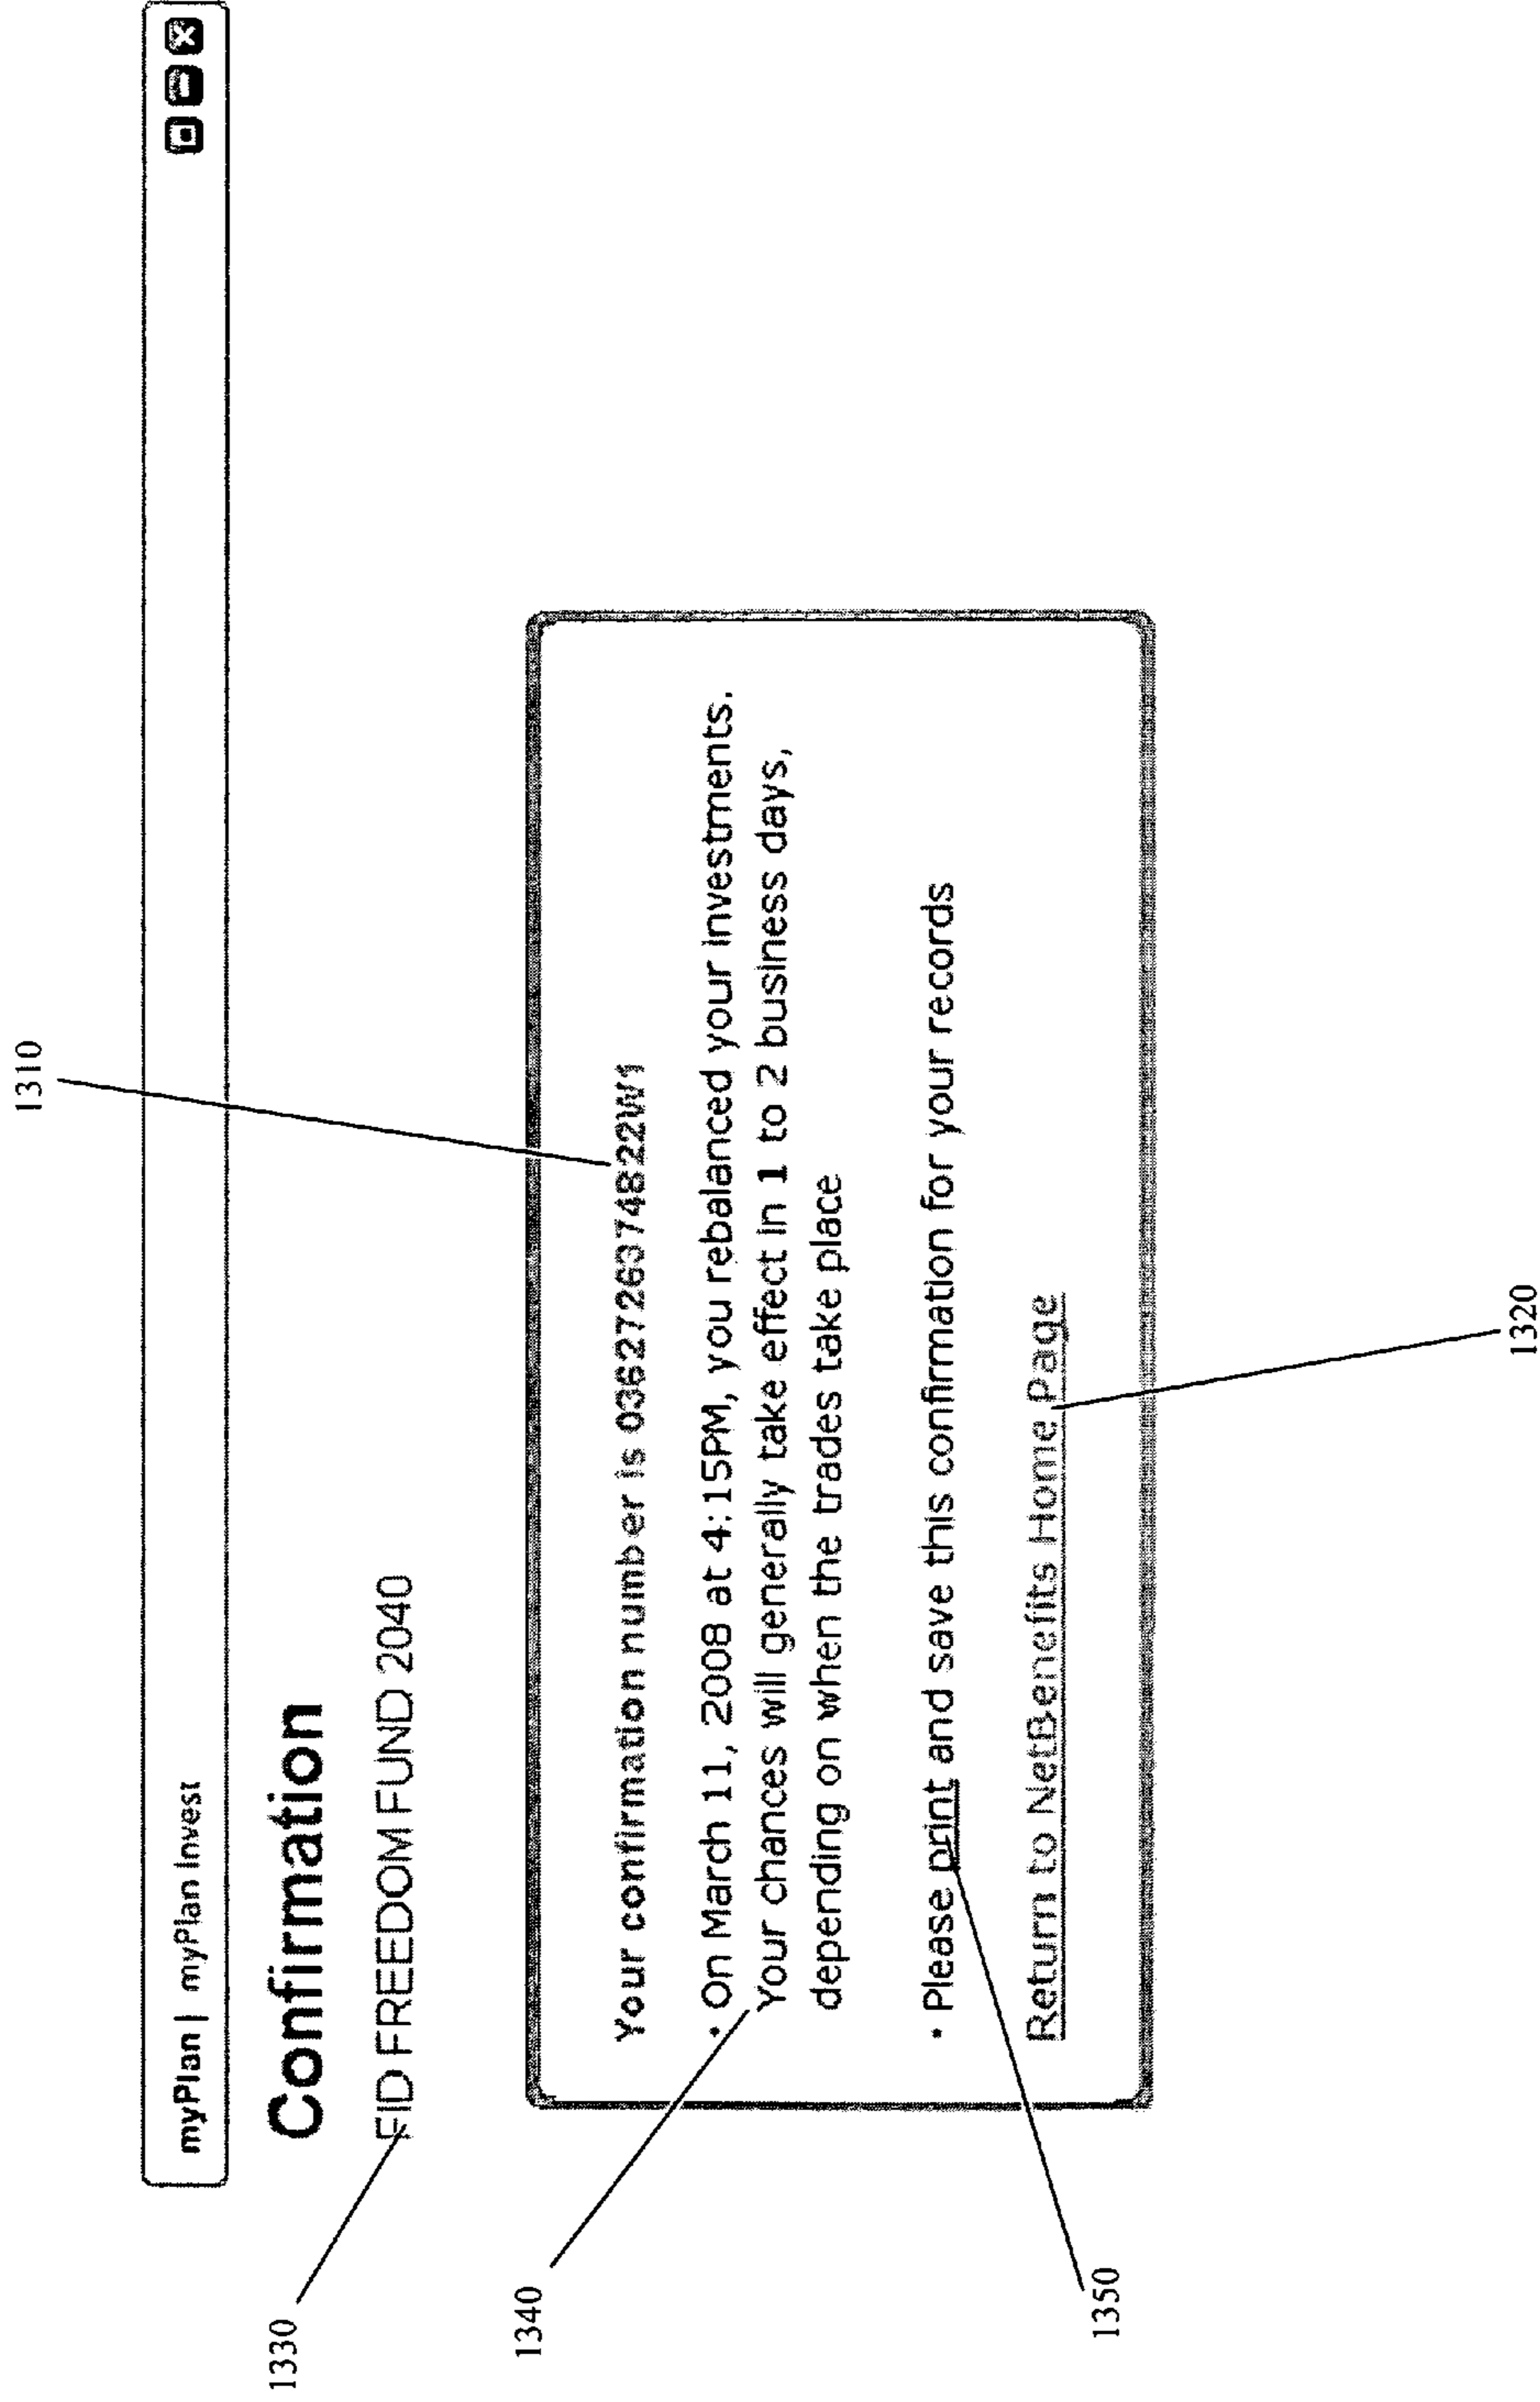 1310
myPlan | myPlan Invest
Confirmation
1330
FID FREEDOM FUND 2040
Your confirmation number is 0362726374822W1
1340
• On March 11, 2008 at 4:15PM, you rebalanced your investments.
Your chances will generally take effect in 1 to 2 business days,
depending on when the trades take place
• Please print and save this confirmation for your records
1350
Return to NetBenefits Home Page
1320